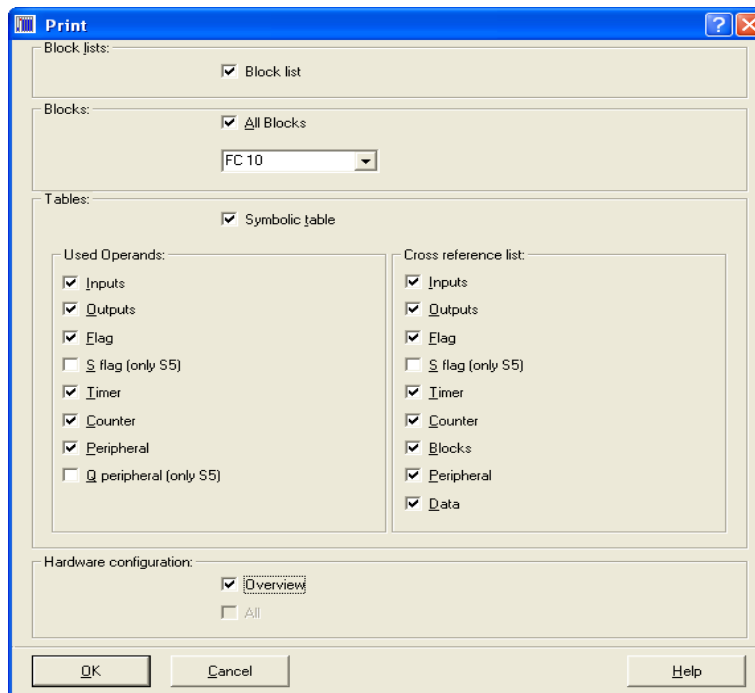 Print
Block lists:
Block list
Blocks:
All Blocks
FC 10
Tables:
Symbolic table
Used Operands:
Inputs
Outputs
Flag
S flag (only S5)
Timer
Counter
Peripheral
Q peripheral (only S5)
Cross reference list:
Inputs
Outputs
Flag
S flag (only S5)
Timer
Counter
Blocks
Peripheral
Data
Hardware configuration:
Overview
All
OK
Cancel
Help